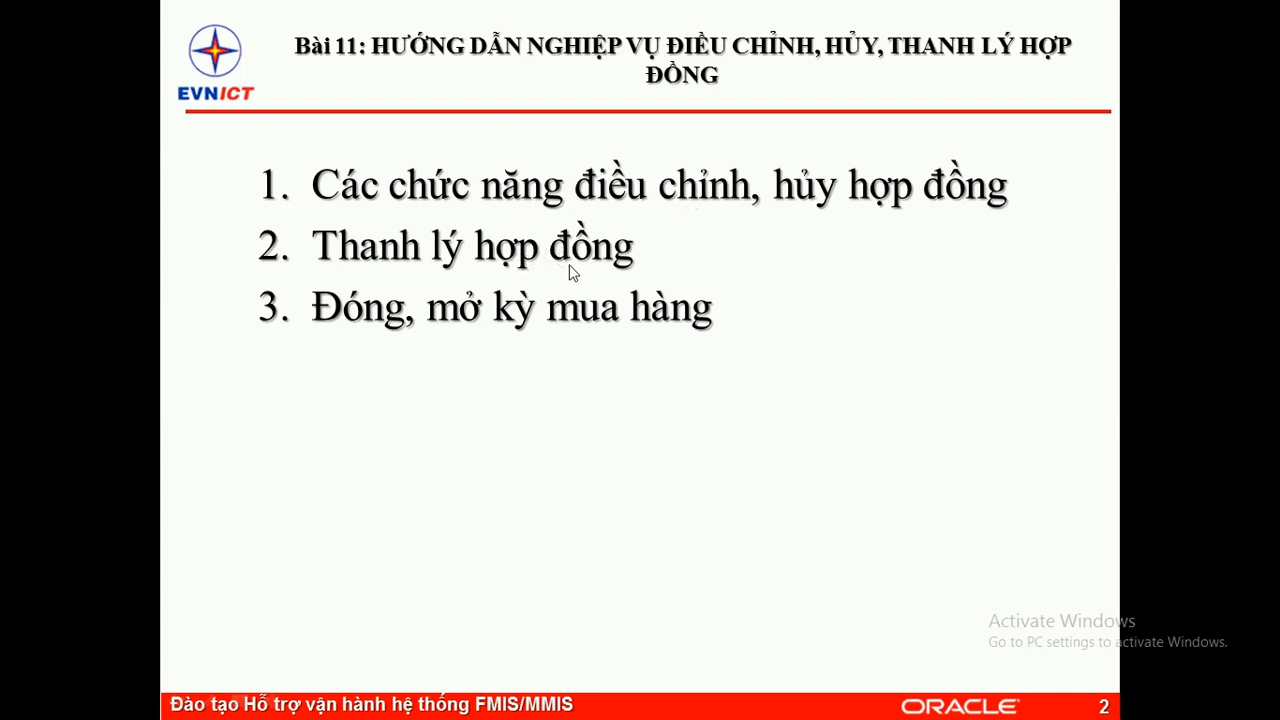 Bài 11: HƯỚNG DẪN NGHIỆP VỤ ĐIỀU CHỈNH, HỦY, THANH LÝ HỢP
ĐỒNG
EVNICT
1. Các chức năng điều chỉnh, hủy hợp đồng
2. Thanh lý hợp đồng
3. Đóng, mở kỳ mua hàng
Activate Windows
Go to PC settings to activate Windows.
Đào tạo Hỗ trợ vận hành hệ thống FMIS/MMIS
ORACLE
2